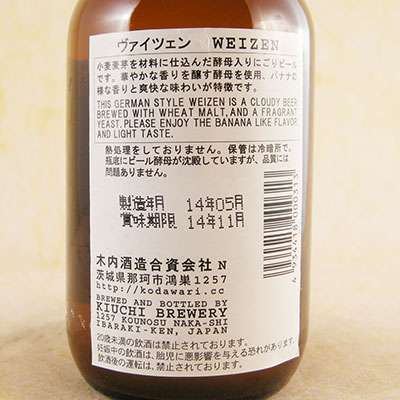 ヴァイツェン WEIZEN
小麦麦芽を材料に仕込んだ酵母入りにごりビール
です。華やかな香りを醸す酵母を使用、バナナの
様な香りと爽快な味わいが特徴です。
THIS GERMAN STYLE WEIZEN IS A CLOUDY BEER
BREWED WITH WHEAT MALT,AND A FRAGRANT
YEAST.PLEASE ENJOY THE BANANA LIKE FLAVOR
AND LIGHT TASTE.
熱処理をしておりません。保管は冷暗所で。
瓶底にビール酵母が沈殿していますが、品質には
問題ありません。
製造年月 14年05月
賞味期限 14年11月
木内酒造合資会社 N
茨城県那珂市鴻巣1257
http://kodawari.cc
BREWED AND BOTTLED BY
KIUCHI BREWERY
1257 KOUNOSU NAKA-SHI
IBARAKI-KEN, JAPAN
20歳未満の飲酒は禁止されております。
妊娠中の飲酒は、胎児に悪影響を与える恐れがあります。
飲酒後の運転は、禁止されております。
4 934418 000313